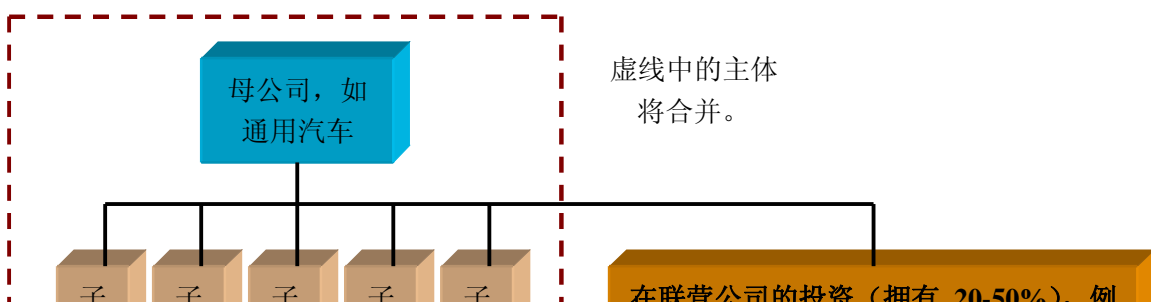 虚线中的主体
将合并。
母公司，如
通用汽车
子 子 子 子 子
在联营公司的投资（拥有 20-50%），例